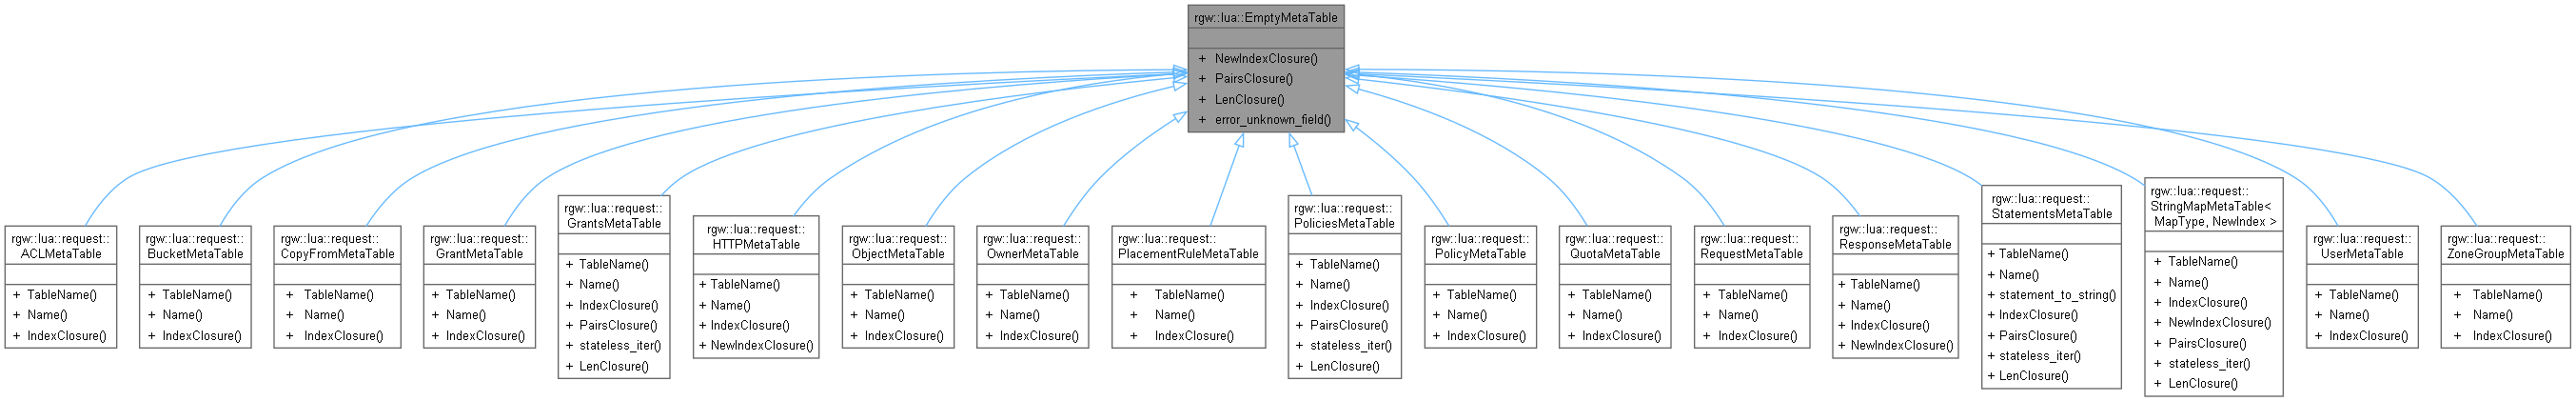 rgw::lua::EmptyMetaTable
+ NewIndexClosure()
+ PairsClosure()
+ LenClosure()
+ error_unknown_field()
rgw::lua::request::
ACLMetaTable
+ TableName()
+ Name()
+ IndexClosure()
rgw::lua::request::
BucketMetaTable
+ TableName()
+ Name()
+ IndexClosure()
rgw::lua::request::
CopyFromMetaTable
+ TableName()
+ Name()
+ IndexClosure()
rgw::lua::request::
GrantMetaTable
+ TableName()
+ Name()
+ IndexClosure()
rgw::lua::request::
GrantsMetaTable
+ TableName()
+ Name()
+ IndexClosure()
+ PairsClosure()
+ stateless_iter()
+ LenClosure()
rgw::lua::request::
HTTPMetaTable
+ TableName()
+ Name()
+ IndexClosure()
+ NewIndexClosure()
rgw::lua::request::
ObjectMetaTable
+ TableName()
+ Name()
+ IndexClosure()
rgw::lua::request::
OwnerMetaTable
+ TableName()
+ Name()
+ IndexClosure()
rgw::lua::request::
PlacementRuleMetaTable
+ TableName()
+ Name()
+ IndexClosure()
rgw::lua::request::
PoliciesMetaTable
+ TableName()
+ Name()
+ IndexClosure()
+ PairsClosure()
+ stateless_iter()
+ LenClosure()
rgw::lua::request::
PolicyMetaTable
+ TableName()
+ Name()
+ IndexClosure()
rgw::lua::request::
QuotaMetaTable
+ TableName()
+ Name()
+ IndexClosure()
rgw::lua::request::
RequestMetaTable
+ TableName()
+ Name()
+ IndexClosure()
rgw::lua::request::
ResponseMetaTable
+ TableName()
+ Name()
+ IndexClosure()
+ NewIndexClosure()
rgw::lua::request::
StatementsMetaTable
+ TableName()
+ Name()
+ statement_to_string()
+ IndexClosure()
+ PairsClosure()
+ stateless_iter()
+ LenClosure()
rgw::lua::request::
StringMapMetaTable<
MapType, NewIndex >
+ TableName()
+ Name()
+ IndexClosure()
+ NewIndexClosure()
+ PairsClosure()
+ stateless_iter()
+ LenClosure()
rgw::lua::request::
UserMetaTable
+ TableName()
+ Name()
+ IndexClosure()
rgw::lua::request::
ZoneGroupMetaTable
+ TableName()
+ Name()
+ IndexClosure()